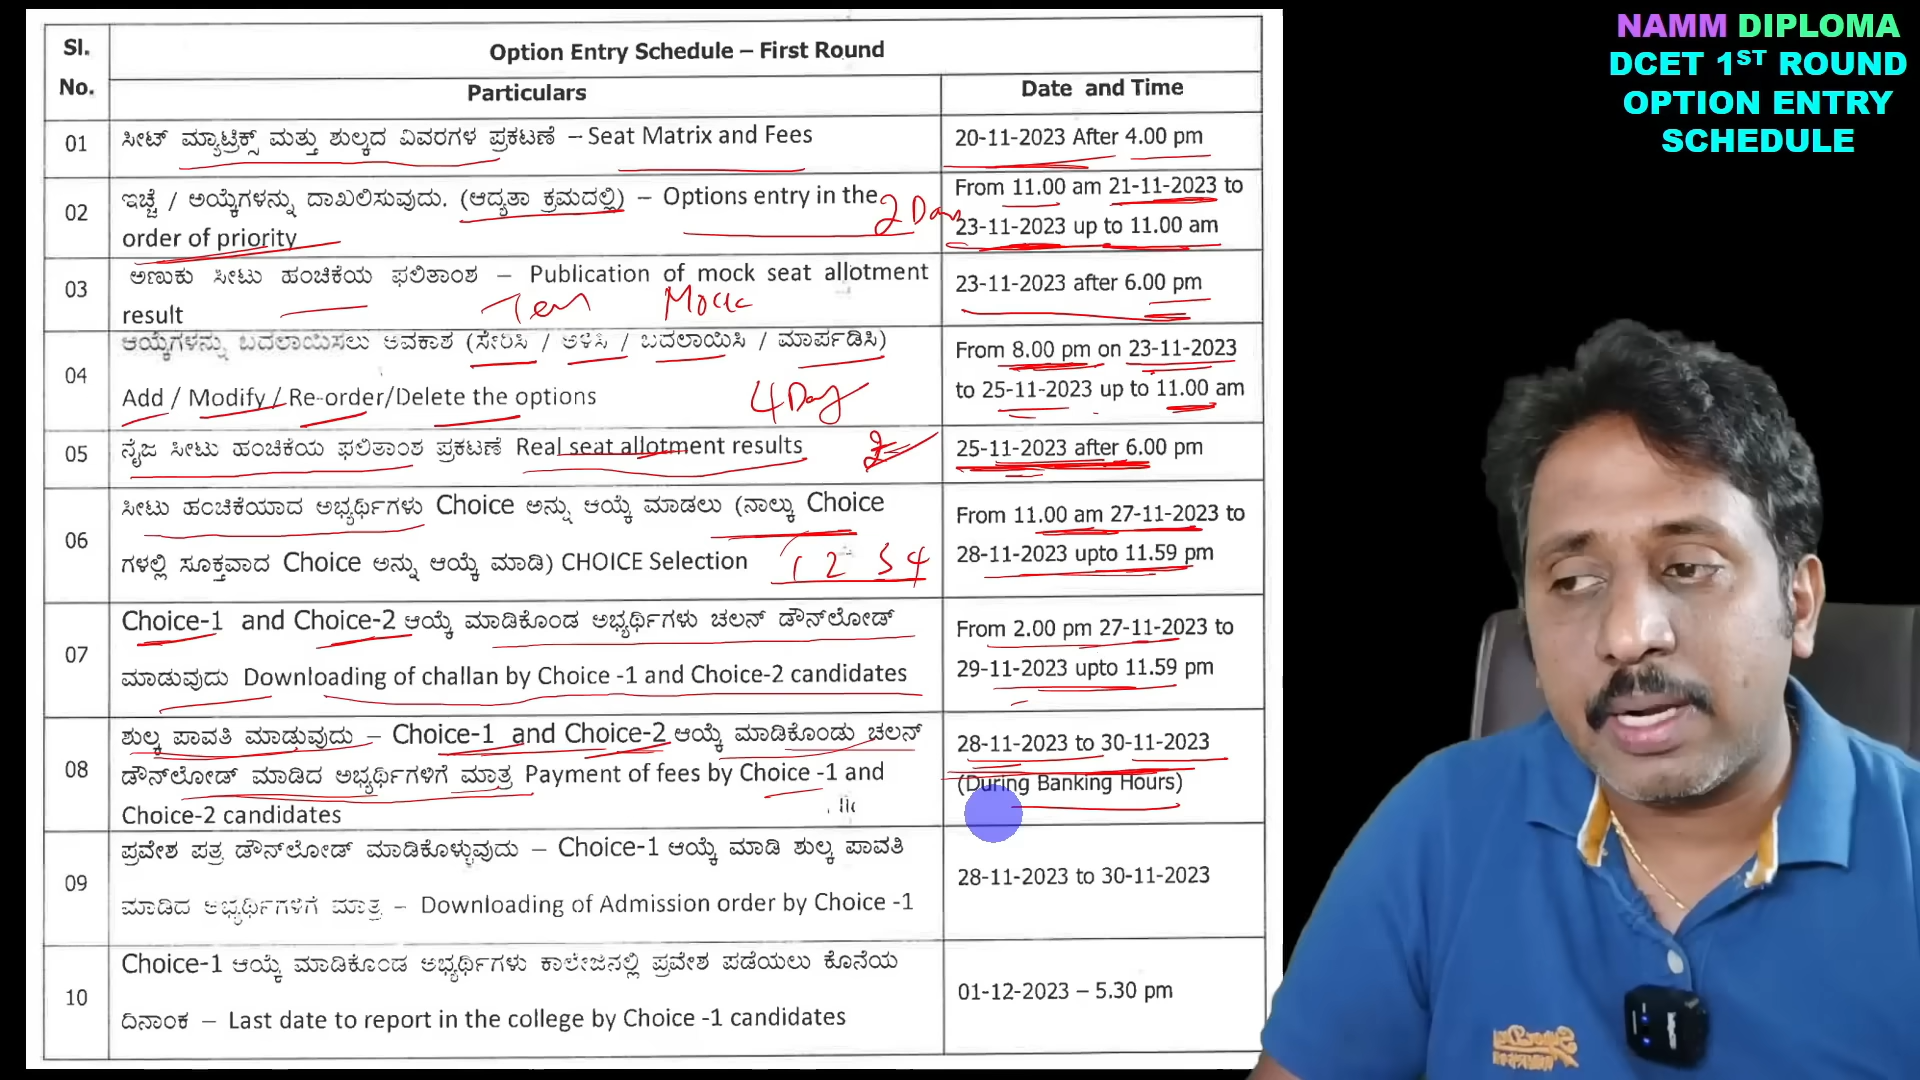 NAMM DIPLOMA
DCET 1ST ROUND
OPTION ENTRY
SCHEDULE
Sl.
No.
Option Entry Schedule – First Round
Particulars
Date and Time
01
ಸೀಟ್ ಮ್ಯಾಟ್ರಿಕ್ಸ್ ಮತ್ತು ಶುಲ್ಕದ ವಿವರಗಳ ಪ್ರಕಟಣೆ – Seat Matrix and Fees
20-11-2023 After 4.00 pm
02
ಇಚ್ಛೆ / ಆಯ್ಕೆಗಳನ್ನು ದಾಖಲಿಸುವುದು. (ಆದ್ಯತಾ ಕ್ರಮದಲ್ಲಿ) – Options entry in the
order of priority
2 Days
From 11.00 am 21-11-2023 to
23-11-2023 up to 11.00 am
03
ಅಣುಕು ಸೀಟು ಹಂಚಿಕೆಯ ಫಲಿತಾಂಶ – Publication of mock seat allotment
result
Mock
23-11-2023 after 6.00 pm
04
ಆಯ್ಕೆಗಳನ್ನು ಬದಲಾಯಿಸಲು ಅವಕಾಶ (ಸೇರಿಸಿ / ಅಳಿಸಿ / ಬದಲಾಯಿಸಿ / ಮಾರ್ಪಡಿಸಿ)
Add / Modify / Re-order/Delete the options
4 Day
From 8.00 pm on 23-11-2023
to 25-11-2023 up to 11.00 am
05
ನೈಜ ಸೀಟು ಹಂಚಿಕೆಯ ಫಲಿತಾಂಶ ಪ್ರಕಟಣೆ Real seat allotment results
25-11-2023 after 6.00 pm
06
ಸೀಟು ಹಂಚಿಕೆಯಾದ ಅಭ್ಯರ್ಥಿಗಳು Choice ಅನ್ನು ಆಯ್ಕೆ ಮಾಡಲು (ನಾಲ್ಕು Choice
ಗಳಲ್ಲಿ ಸೂಕ್ತವಾದ Choice ಅನ್ನು ಆಯ್ಕೆ ಮಾಡಿ) CHOICE Selection
1 2 3 4
From 11.00 am 27-11-2023 to
28-11-2023 upto 11.59 pm
07
Choice-1 and Choice-2 ಆಯ್ಕೆ ಮಾಡಿಕೊಂಡ ಅಭ್ಯರ್ಥಿಗಳು ಚಲನ್ ಡೌನ್‌ಲೋಡ್
ಮಾಡುವುದು Downloading of challan by Choice -1 and Choice-2 candidates
From 2.00 pm 27-11-2023 to
29-11-2023 upto 11.59 pm
08
ಶುಲ್ಕ ಪಾವತಿ ಮಾಡುವುದು – Choice-1 and Choice-2 ಆಯ್ಕೆ ಮಾಡಿಕೊಂಡು ಚಲನ್
ಡೌನ್‌ಲೋಡ್ ಮಾಡಿದ ಅಭ್ಯರ್ಥಿಗಳಿಗೆ ಮಾತ್ರ Payment of fees by Choice -1 and
Choice-2 candidates
28-11-2023 to 30-11-2023
(During Banking Hours)
09
ಪ್ರವೇಶ ಪತ್ರ ಡೌನ್‌ಲೋಡ್ ಮಾಡಿಕೊಳ್ಳುವುದು – Choice-1 ಆಯ್ಕೆ ಮಾಡಿ ಶುಲ್ಕ ಪಾವತಿ
ಮಾಡಿದ ಅಭ್ಯರ್ಥಿಗಳಿಗೆ ಮಾತ್ರ – Downloading of Admission order by Choice -1
28-11-2023 to 30-11-2023
10
Choice-1 ಆಯ್ಕೆ ಮಾಡಿಕೊಂಡ ಅಭ್ಯರ್ಥಿಗಳು ಕಾಲೇಜಿನಲ್ಲಿ ಪ್ರವೇಶ ಪಡೆಯಲು ಕೊನೆಯ
ದಿನಾಂಕ – Last date to report in the college by Choice -1 candidates
01-12-2023 – 5.30 pm